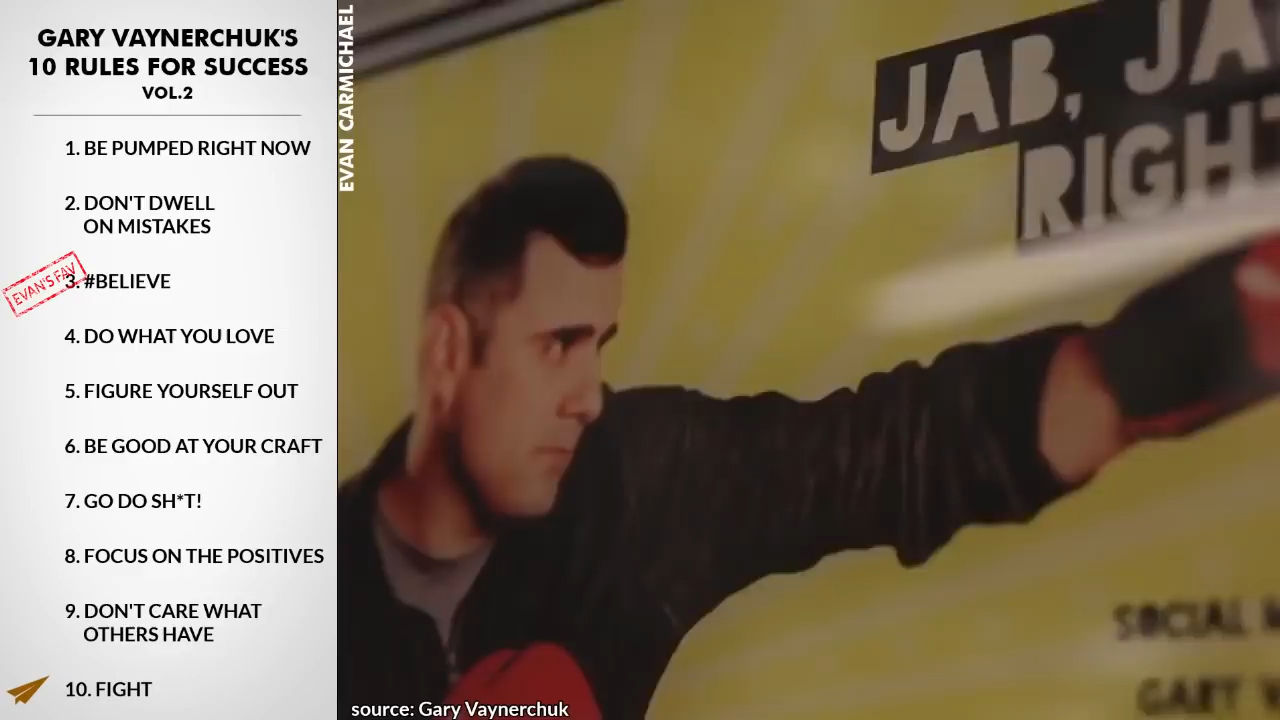 GARY VAYNERCHUK'S
10 RULES FOR SUCCESS
VOL.2
1. BE PUMPED RIGHT NOW
2. DON'T DWELL
ON MISTAKES
EVAN'S FAV
3. #BELIEVE
4. DO WHAT YOU LOVE
5. FIGURE YOURSELF OUT
6. BE GOOD AT YOUR CRAFT
7. GO DO SH*T!
8. FOCUS ON THE POSITIVES
9. DON'T CARE WHAT
OTHERS HAVE
10. FIGHT
EVAN CARMICHAEL
JAB,
RIGHT
SOCIAL
GARY
source: Gary Vaynerchuk